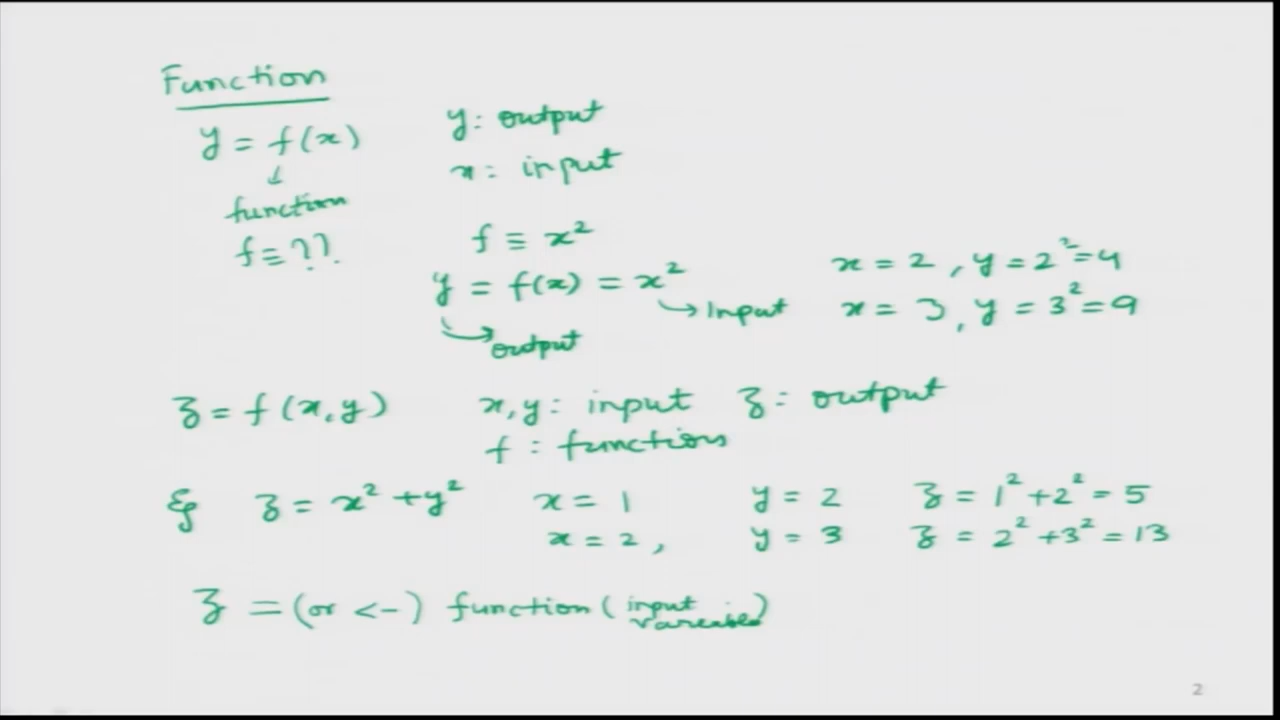 Function
y = f(x)
y: output
↓
x: input
function
f ≡ ??
f ≡ x²
y = f(x) = x²
x = 2, y = 2² = 4
→ Input
x = 3, y = 3² = 9
→ output
z = f(x, y)
x, y: input z: output
f: function
Eg z = x² + y²
x = 1 y = 2 z = 1² + 2² = 5
x = 2, y = 3 z = 2² + 3² = 13
z = (or <-) function (input variables)
2